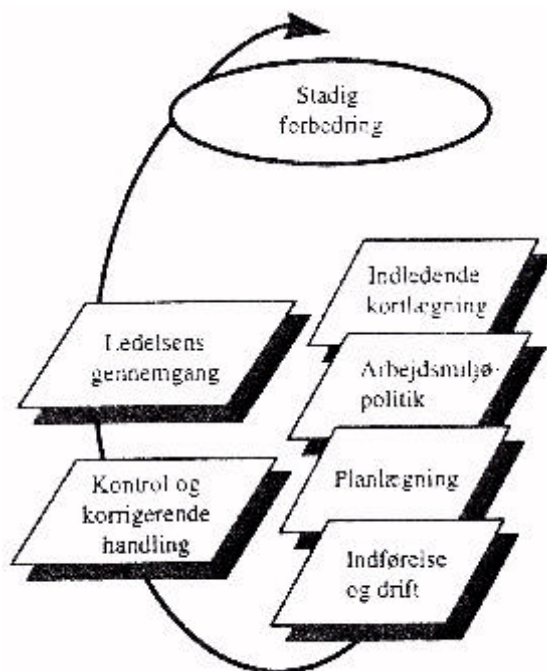 Stadig
forbedring
Indledende
kortlægning
Ledelsens
gennemgang
Arbejdsmiljø-
politik
Kontrol og
korrigerende
handling
Planlægning
Indførelse
og drift